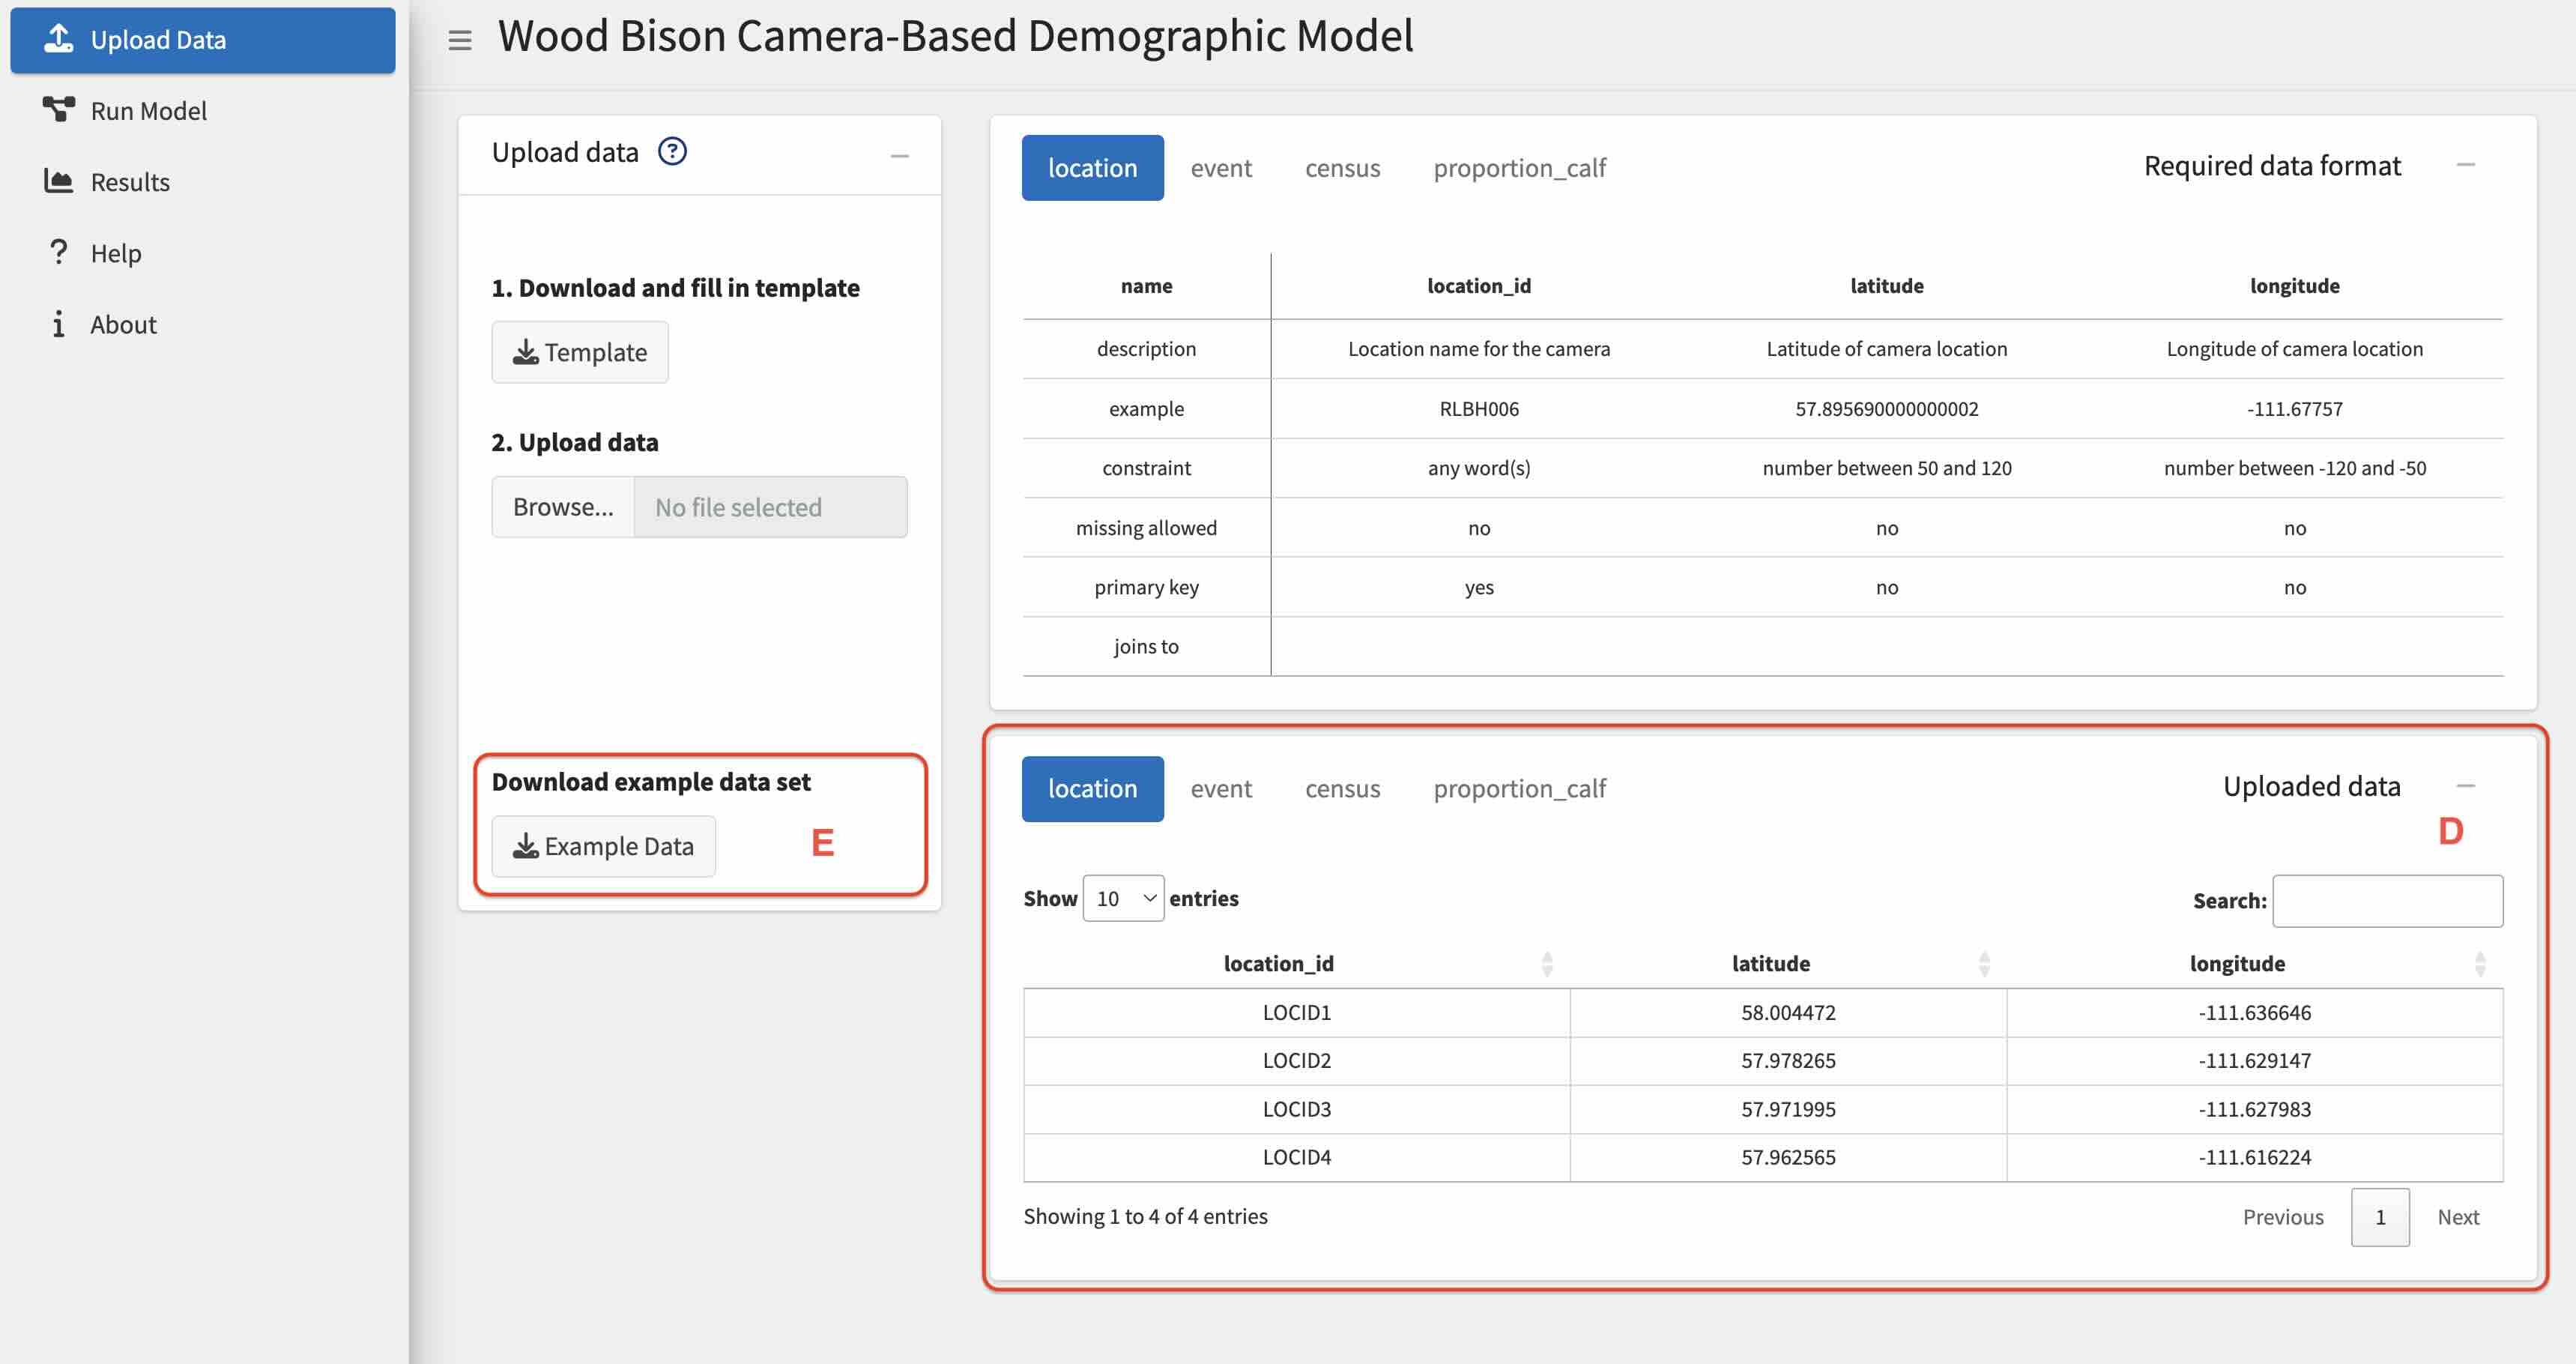 Upload Data
Run Model
Results
? Help
i About
Wood Bison Camera-Based Demographic Model
Upload data ?
1. Download and fill in template
Template
2. Upload data
Browse... No file selected
Download example data set
Example Data E
location event census proportion_calf Required data format
name location_id latitude longitude
description Location name for the camera Latitude of camera location Longitude of camera location
example RLBH006 57.895690000000002 -111.67757
constraint any word(s) number between 50 and 120 number between -120 and -50
missing allowed no no no
primary key yes no no
joins to
location event census proportion_calf Uploaded data
D
Show 10 entries Search:
location_id latitude longitude
LOCID1 58.004472 -111.636646
LOCID2 57.978265 -111.629147
LOCID3 57.971995 -111.627983
LOCID4 57.962565 -111.616224
Showing 1 to 4 of 4 entries Previous 1 Next